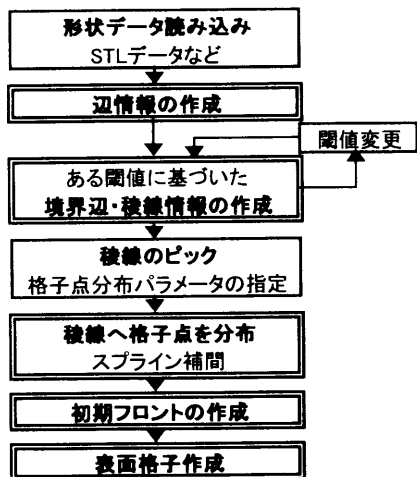 形状データ読み込み
STLデータなど
辺情報の作成
閾値変更
ある閾値に基づいた
境界辺・稜線情報の作成
稜線のピック
格子点分布パラメータの指定
稜線へ格子点を分布
スプライン補間
初期フロントの作成
表面格子作成